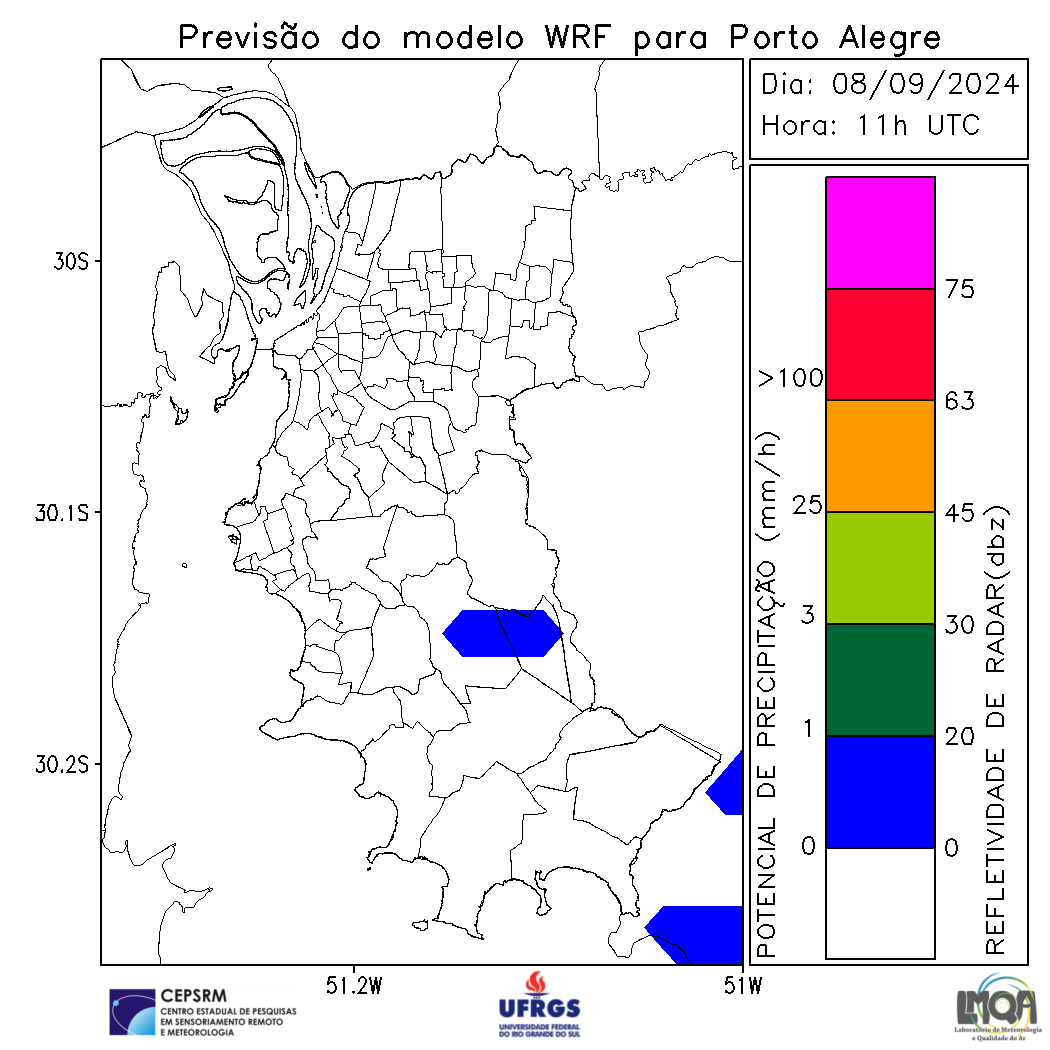 Previsão do modelo WRF para Porto Alegre
Dia: 08/09/2024
Hora: 11h UTC
30S
30.1S
30.2S
51.2W
51W
POTENCIAL DE PRECIPITAÇÃO (mm/h)
>100
25
3
1
0
75
63
45
30
20
0
REFLETIVIDADE DE RADAR(dbz)
CEPSRM
CENTRO ESTADUAL DE PESQUISAS
EM SENSORIAMENTO REMOTO
E METEOROLOGIA
UFRGS
UNIVERSIDADE FEDERAL
DO RIO GRANDE DO SUL
LMQA
Laboratório de Meteorologia
e Qualidade do Ar